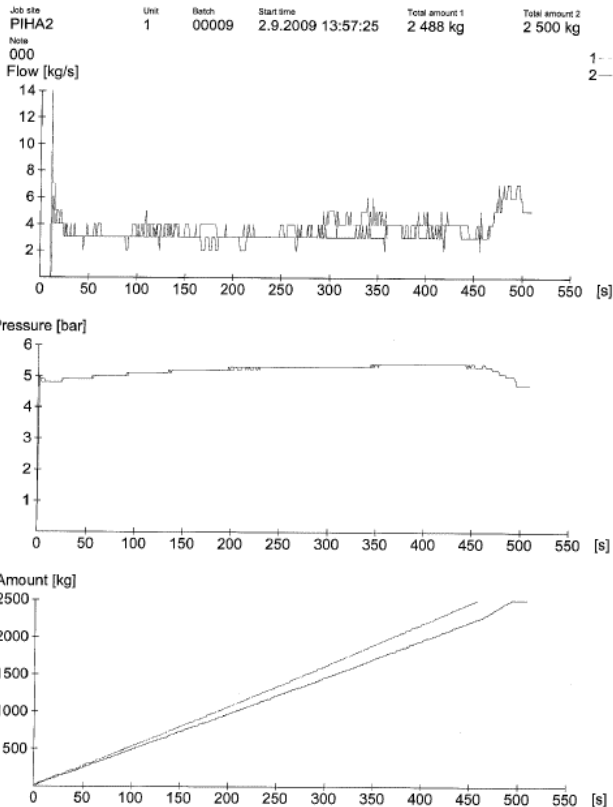 Job site Unit Batch Start time Total amount 1 Total amount 2
PIHA2 1 00009 2.9.2009 13:57:25 2 488 kg 2 500 kg
Note
000
1
2
Flow [kg/s]
14
12
10
8
6
4
2
0 50 100 150 200 250 300 350 400 450 500 550 [s]
Pressure [bar]
6
5
4
3
2
1
0 50 100 150 200 250 300 350 400 450 500 550 [s]
Amount [kg]
2500
2000
1500
1000
500
0 50 100 150 200 250 300 350 400 450 500 550 [s]